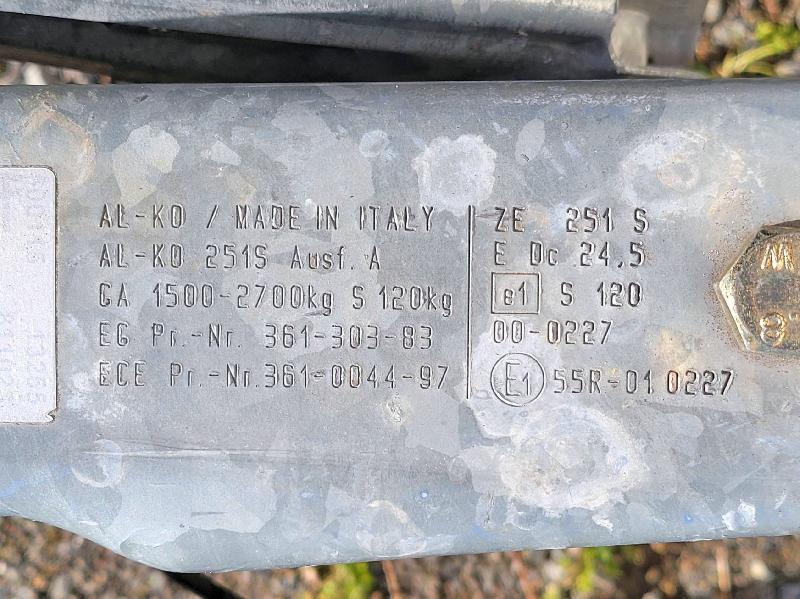 AL-KO / MADE IN ITALY
AL-KO 251S Ausf. A
GA 1500-2700kg S 120kg
EG Pr.-Nr. 361-303-83
ECE Pr.-Nr.361-0044-97
ZE 251 S
E Dc 24,5
e1 S 120
00-0227
E1 55R-01 0227
M
8